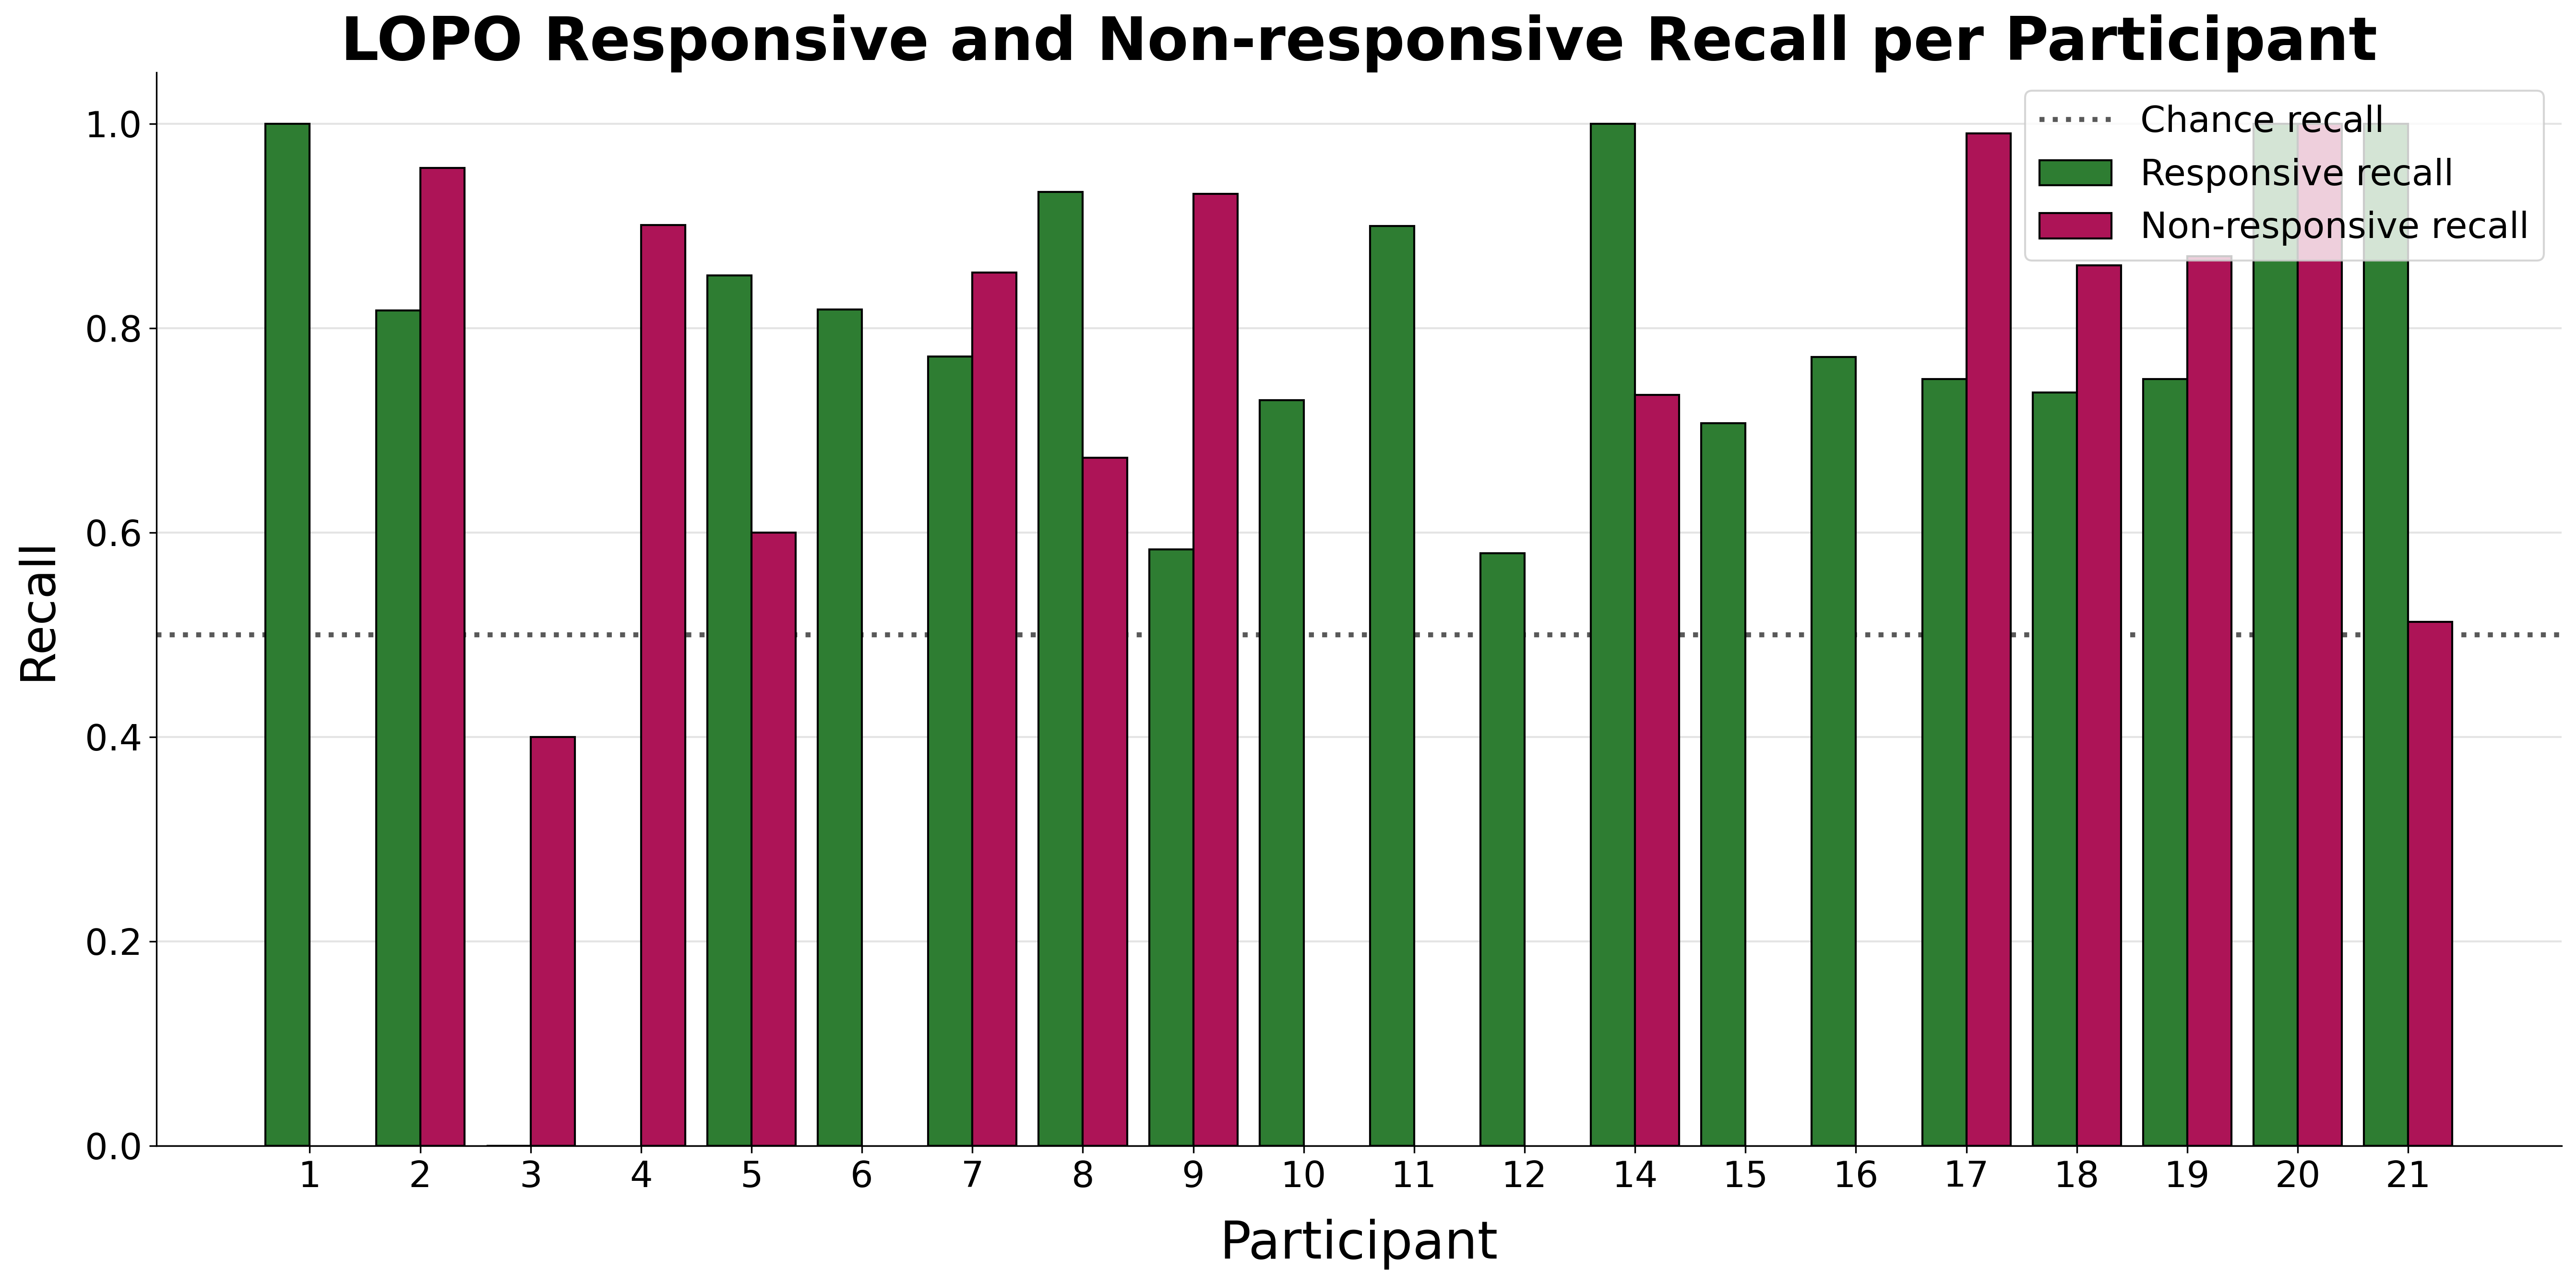 LOPO Responsive and Non-responsive Recall per Participant
Chance recall
Responsive recall
Non-responsive recall
1.0
0.8
0.6
0.4
0.2
0.0
Recall
1 2 3 4 5 6 7 8 9 10 11 12 14 15 16 17 18 19 20 21
Participant